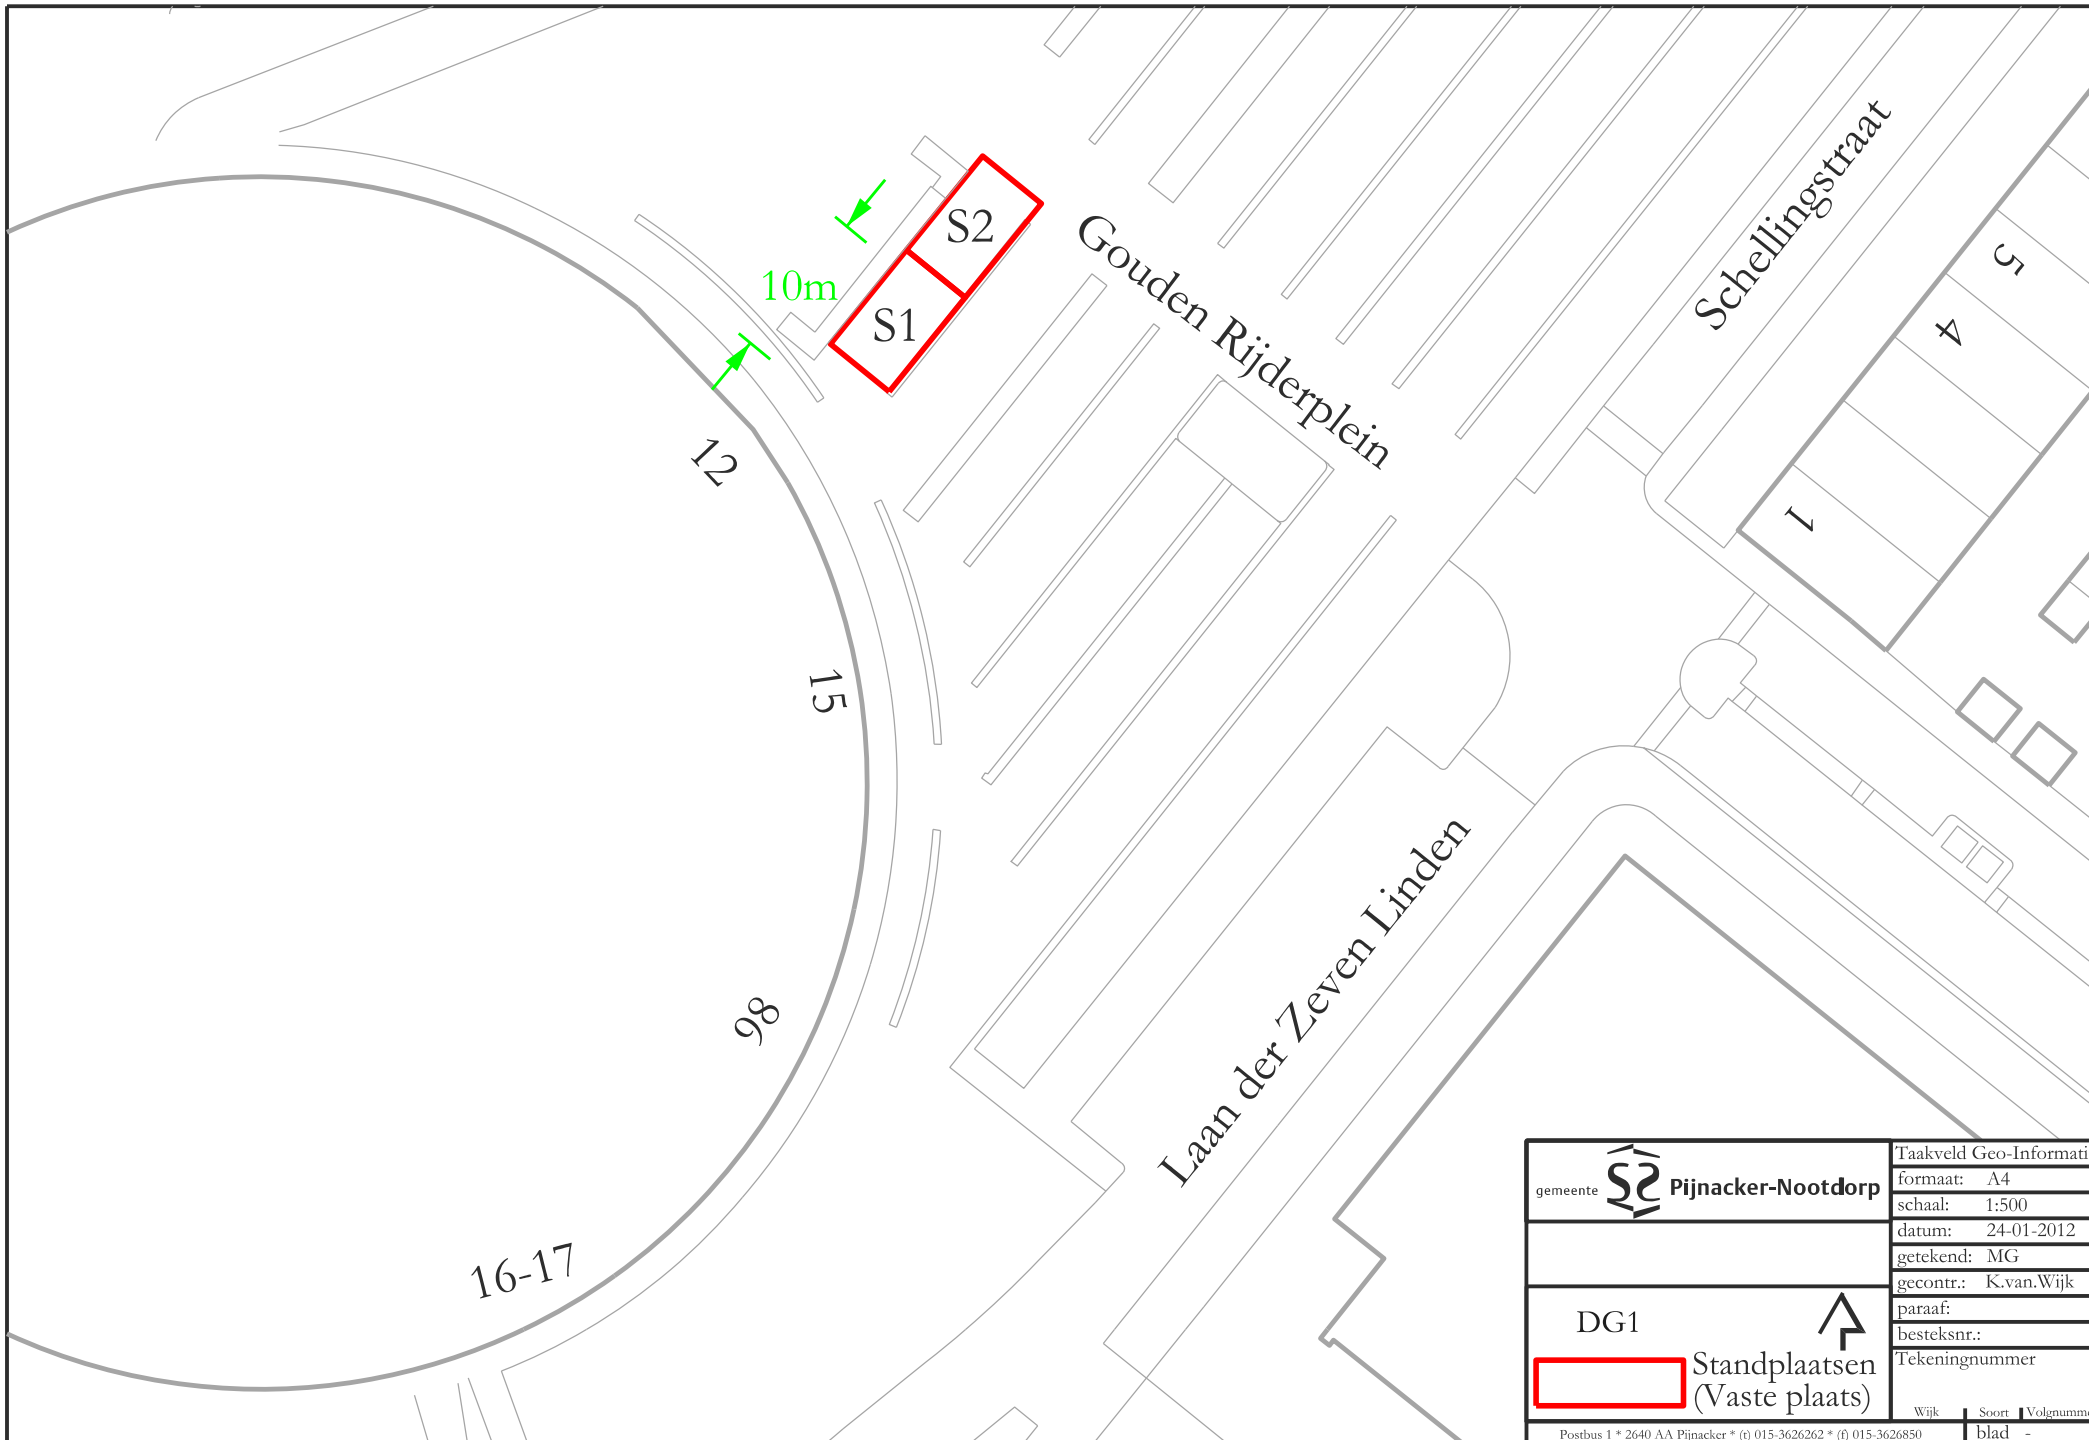 S2
10m
S1
Gouden Rijderplein
Schellingstraat
5
4
1
12
15
98
16-17
Laan der Zeven Linden
gemeente Pijnacker-Nootdorp
Taakveld Geo-Informati
formaat: A4
schaal: 1:500
datum: 24-01-2012
getekend: MG
gecontr.: K.van.Wijk
paraaf:
besteksnr.:
Tekeningnummer
DG1
Standplaatsen
(Vaste plaats)
Wijk Soort Volgnumme
blad -
Postbus 1 * 2640 AA Pijnacker * (t) 015-3626262 * (f) 015-3626850